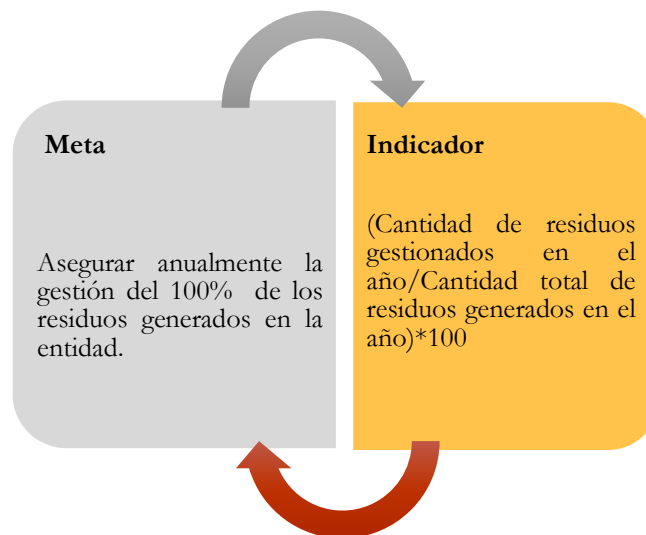 Meta
Asegurar anualmente la
gestión del 100% de los
residuos generados en la
entidad.
Indicador
(Cantidad de residuos
gestionados en el
año/Cantidad total de
residuos generados en el
año)*100